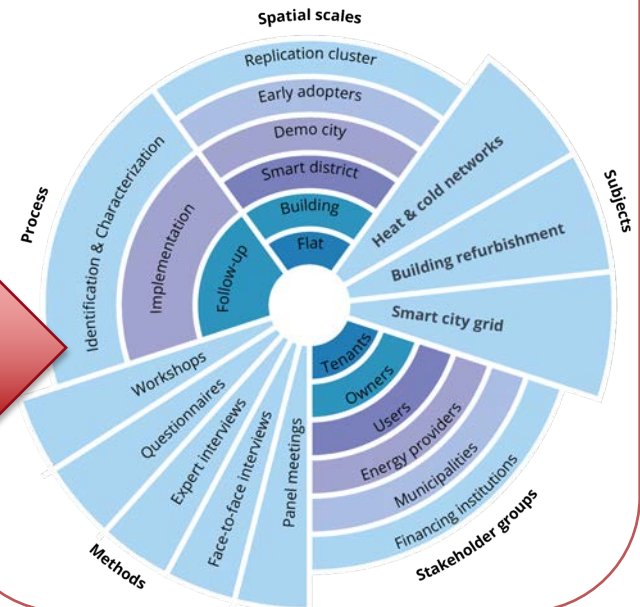 Spatial scales
Replication cluster
Early adopters
Demo city
Smart district
Building
Flat
Subjects
Heat & cold networks
Building refurbishment
Smart city grid
Stakeholder groups
Tenants
Owners
Users
Energy providers
Municipalities
Financing institutions
Methods
Panel meetings
Face-to-face interviews
Expert interviews
Questionnaires
Workshops
Process
Identification & Characterization
Implementation
Follow-up